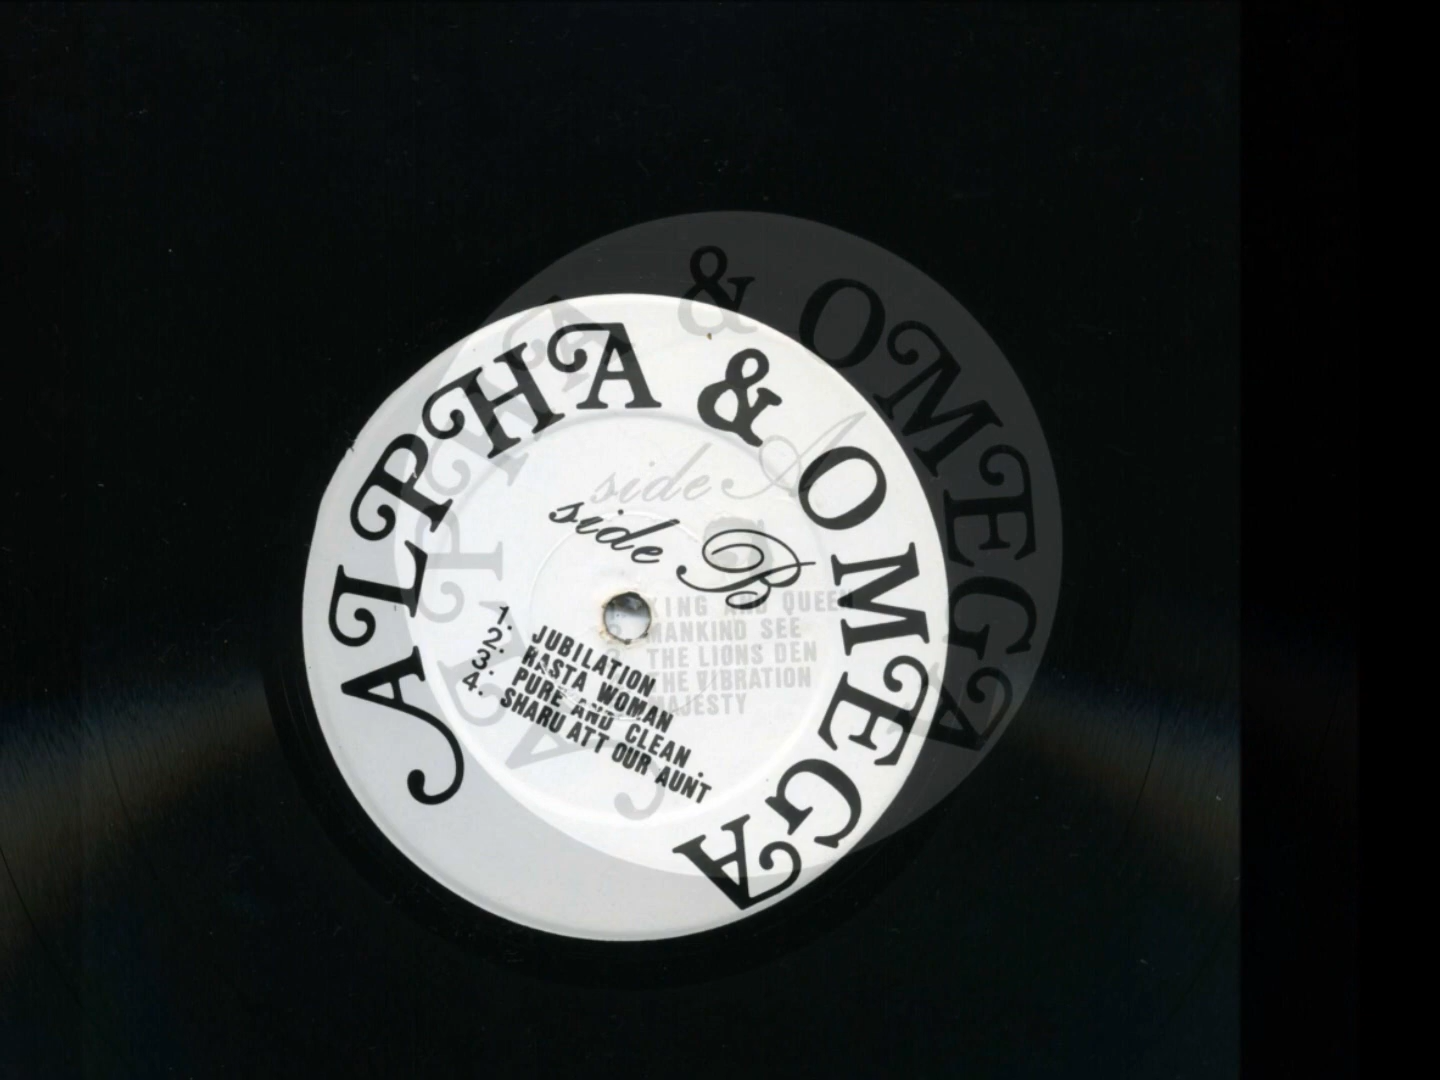 ALPHA & OMEGA
side B
1. JUBILATION
2. RASTA WOMAN
3. PURE AND CLEAN.
4. SHARU ATT OUR AUNT
ALPHA & OMEGA
side A
KING AND QUEEN
MANKIND SEE
THE LIONS DEN
THE VIBRATION
MAJESTY